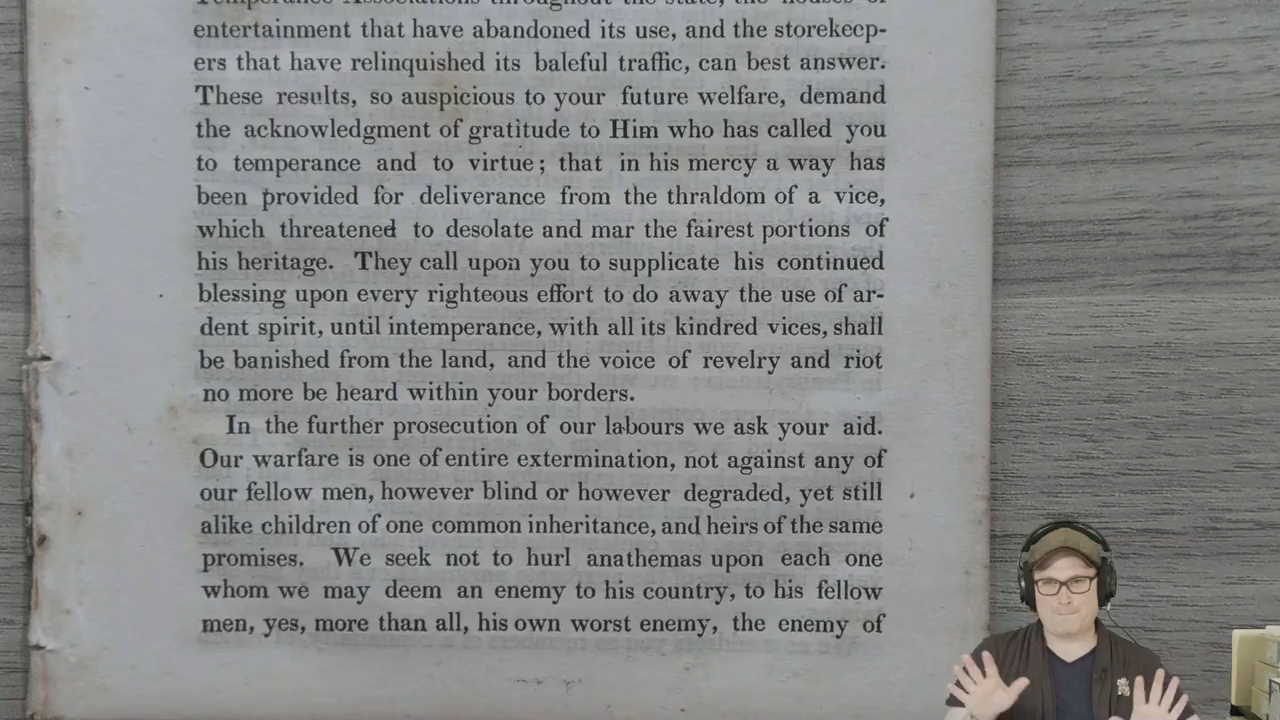 Temperance Associations throughout the state, the houses of
entertainment that have abandoned its use, and the storekeep-
ers that have relinquished its baleful traffic, can best answer.
These results, so auspicious to your future welfare, demand
the acknowledgment of gratitude to Him who has called you
to temperance and to virtue; that in his mercy a way has
been provided for deliverance from the thraldom of a vice,
which threatened to desolate and mar the fairest portions of
his heritage. They call upon you to supplicate his continued
blessing upon every righteous effort to do away the use of ar-
dent spirit, until intemperance, with all its kindred vices, shall
be banished from the land, and the voice of revelry and riot
no more be heard within your borders.
In the further prosecution of our labours we ask your aid.
Our warfare is one of entire extermination, not against any of
our fellow men, however blind or however degraded, yet still
alike children of one common inheritance, and heirs of the same
promises. We seek not to hurl anathemas upon each one
whom we may deem an enemy to his country, to his fellow
men, yes, more than all, his own worst enemy, the enemy of